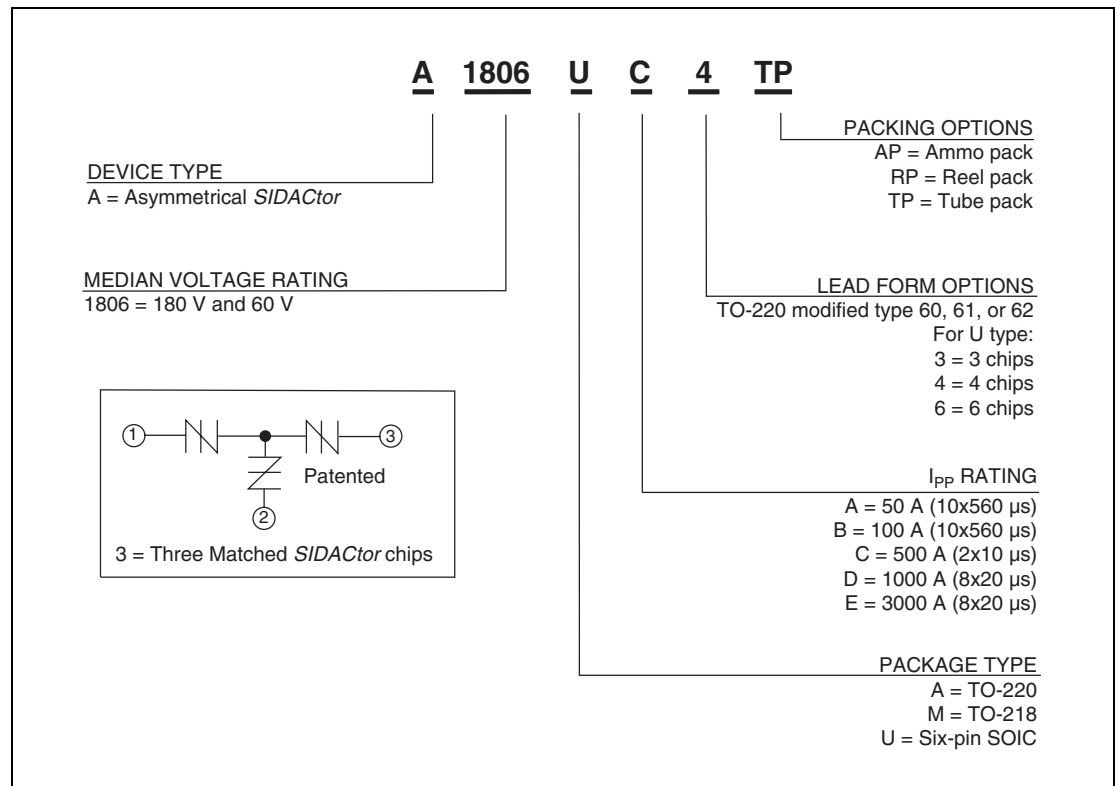 A 1806 U C 4 TP
PACKING OPTIONS
AP = Ammo pack
RP = Reel pack
TP = Tube pack
DEVICE TYPE
A = Asymmetrical SIDACtor
MEDIAN VOLTAGE RATING
1806 = 180 V and 60 V
LEAD FORM OPTIONS
TO-220 modified type 60, 61, or 62
For U type:
3 = 3 chips
4 = 4 chips
6 = 6 chips
1
3
Patented
2
3 = Three Matched SIDACtor chips
IPP RATING
A = 50 A (10x560 µs)
B = 100 A (10x560 µs)
C = 500 A (2x10 µs)
D = 1000 A (8x20 µs)
E = 3000 A (8x20 µs)
PACKAGE TYPE
A = TO-220
M = TO-218
U = Six-pin SOIC